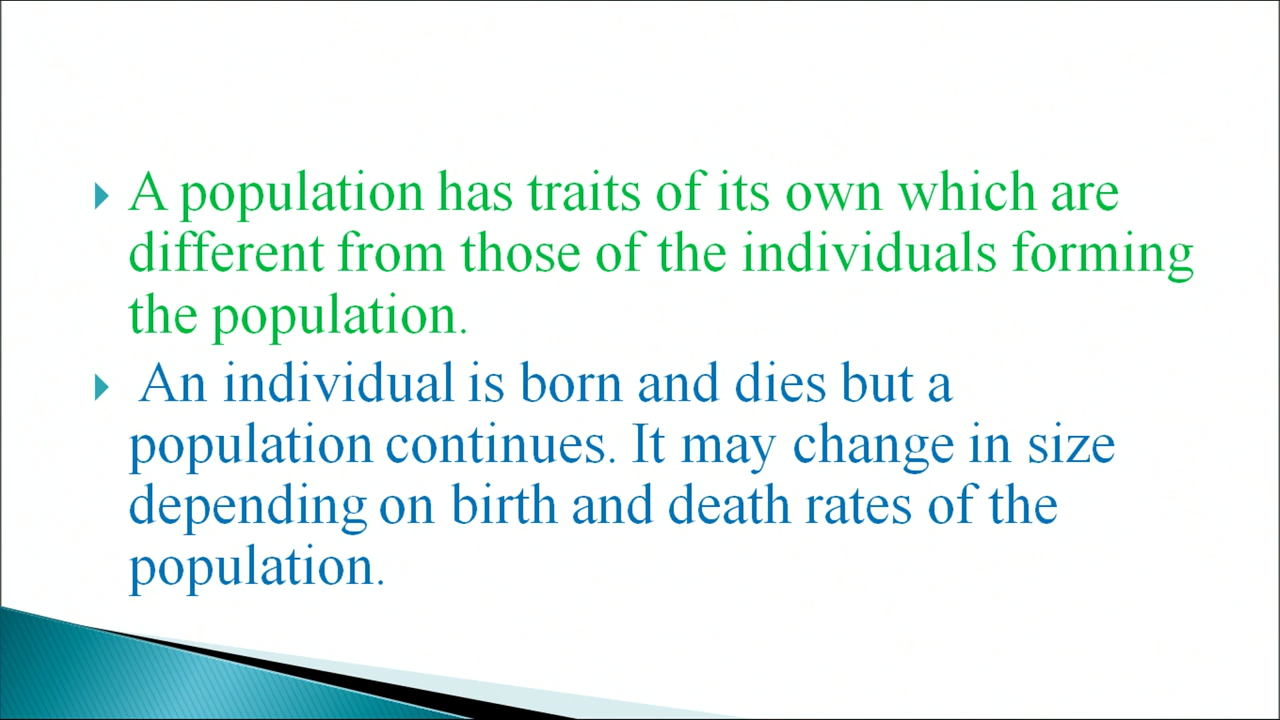 A population has traits of its own which are
different from those of the individuals forming
the population.
An individual is born and dies but a
population continues. It may change in size
depending on birth and death rates of the
population.